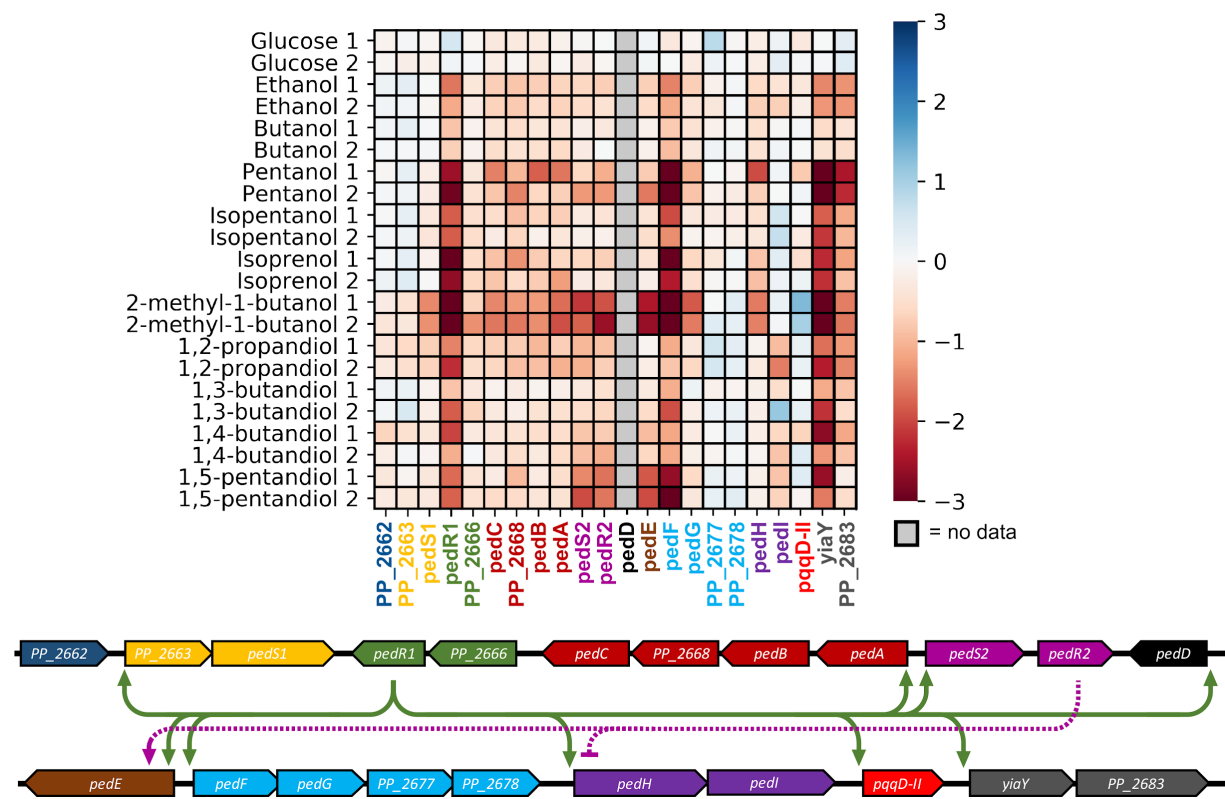 Glucose 1
Glucose 2
Ethanol 1
Ethanol 2
Butanol 1
Butanol 2
Pentanol 1
Pentanol 2
Isopentanol 1
Isopentanol 2
Isoprenol 1
Isoprenol 2
2-methyl-1-butanol 1
2-methyl-1-butanol 2
1,2-propandiol 1
1,2-propandiol 2
1,3-butandiol 1
1,3-butandiol 2
1,4-butandiol 1
1,4-butandiol 2
1,5-pentandiol 1
1,5-pentandiol 2
3
2
1
0
−1
−2
−3
= no data
PP_2662
PP_2663
pedS1
pedR1
PP_2666
pedC
PP_2668
pedB
pedA
pedS2
pedR2
pedD
pedE
pedF
pedG
PP_2677
PP_2678
pedH
pedI
pqqD-II
yiaY
PP_2683
PP_2662 PP_2663 pedS1 pedR1 PP_2666 pedC PP_2668 pedB pedA pedS2 pedR2 pedD
pedE pedF pedG PP_2677 PP_2678 pedH pedI pqqD-II yiaY PP_2683